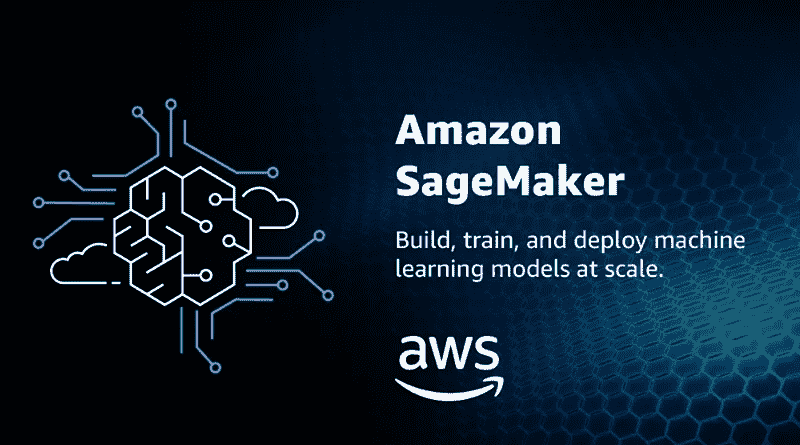 Amazon
SageMaker
Build, train, and deploy machine
learning models at scale.
aws